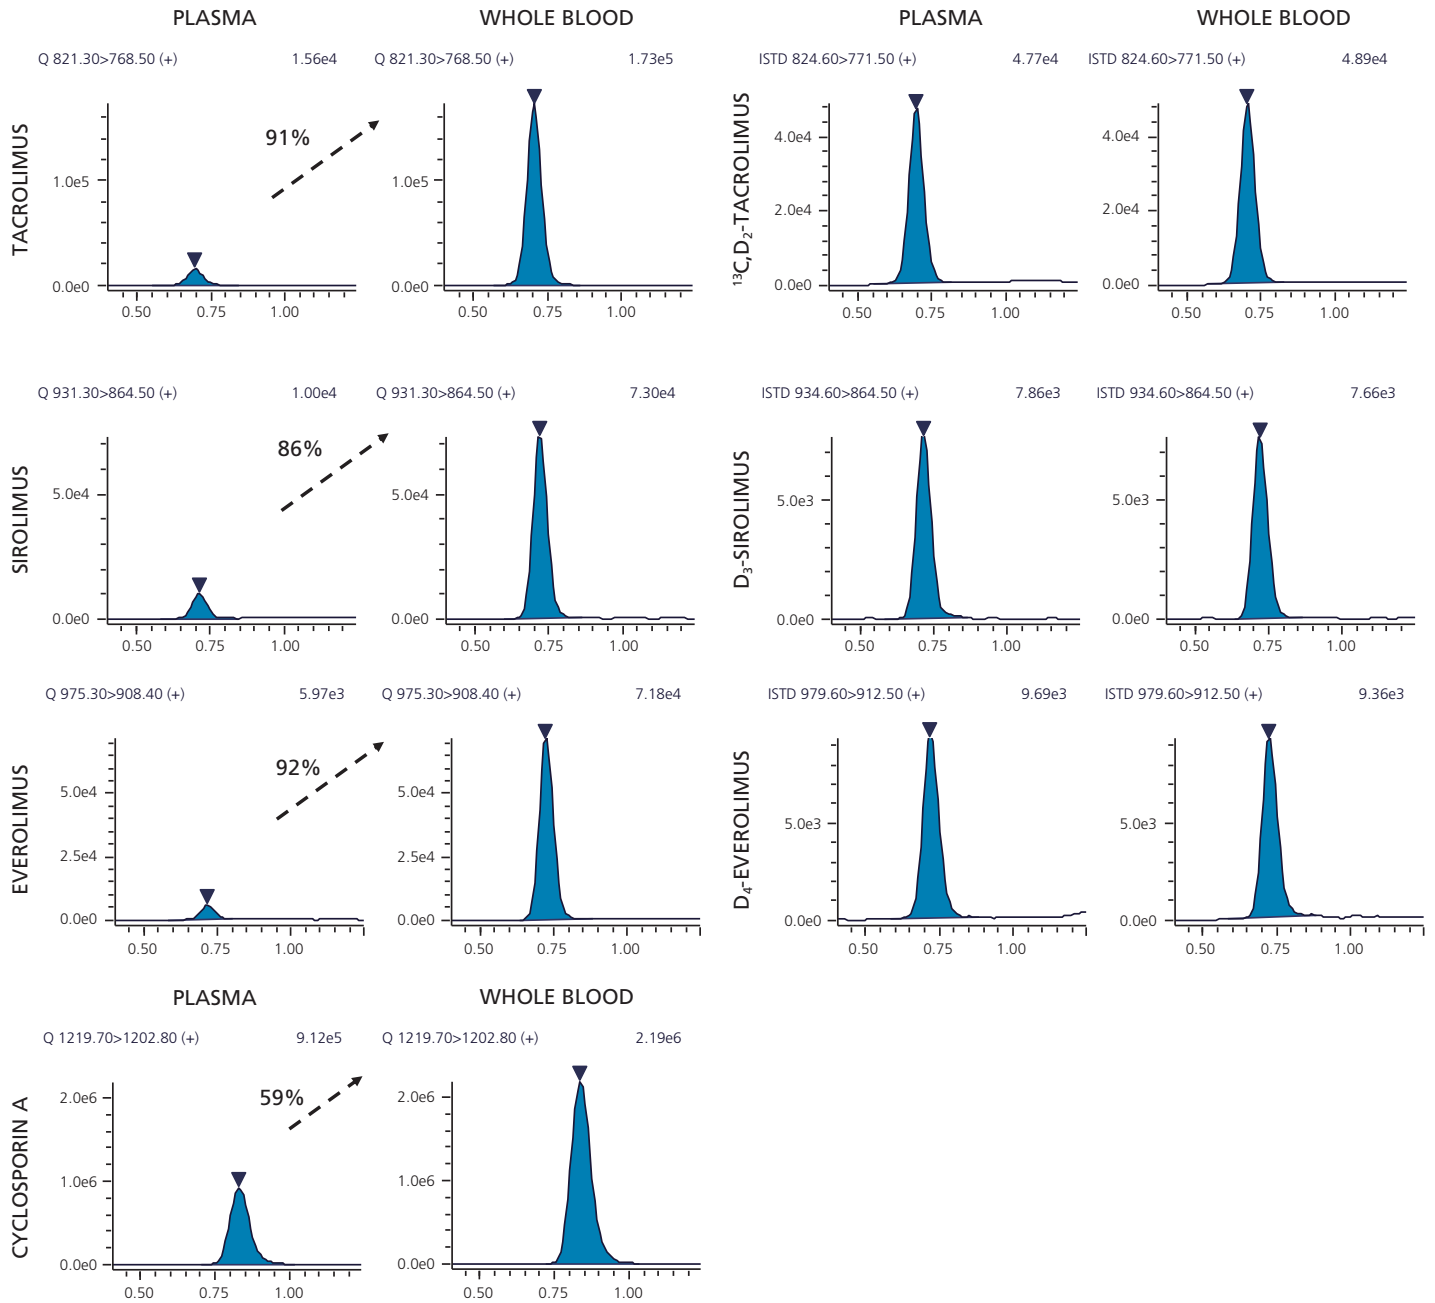 PLASMA WHOLE BLOOD PLASMA WHOLE BLOOD
Q 821.30>768.50 (+) 1.56e4 Q 821.30>768.50 (+) 1.73e5 ISTD 824.60>771.50 (+) 4.77e4 ISTD 824.60>771.50 (+) 4.89e4
TACROLIMUS
1.0e5
0.0e0
0.50 0.75 1.00
91%
1.0e5
0.0e0
0.50 0.75 1.00
¹³C,D₂-TACROLIMUS
4.0e4
2.0e4
0.0e0
0.50 0.75 1.00
4.0e4
2.0e4
0.0e0
0.50 0.75 1.00
Q 931.30>864.50 (+) 1.00e4 Q 931.30>864.50 (+) 7.30e4 ISTD 934.60>864.50 (+) 7.86e3 ISTD 934.60>864.50 (+) 7.66e3
SIROLIMUS
5.0e4
0.0e0
0.50 0.75 1.00
86%
5.0e4
0.0e0
0.50 0.75 1.00
D₃-SIROLIMUS
5.0e3
0.0e0
0.50 0.75 1.00
5.0e3
0.0e0
0.50 0.75 1.00
Q 975.30>908.40 (+) 5.97e3 Q 975.30>908.40 (+) 7.18e4 ISTD 979.60>912.50 (+) 9.69e3 ISTD 979.60>912.50 (+) 9.36e3
EVEROLIMUS
5.0e4
2.5e4
0.0e0
0.50 0.75 1.00
92%
5.0e4
2.5e4
0.0e0
0.50 0.75 1.00
D₄-EVEROLIMUS
5.0e3
0.0e0
0.50 0.75 1.00
5.0e3
0.0e0
0.50 0.75 1.00
PLASMA WHOLE BLOOD
Q 1219.70>1202.80 (+) 9.12e5 Q 1219.70>1202.80 (+) 2.19e6
CYCLOSPORIN A
2.0e6
1.0e6
0.0e0
0.50 0.75 1.00
59%
2.0e6
1.0e6
0.0e0
0.50 0.75 1.00